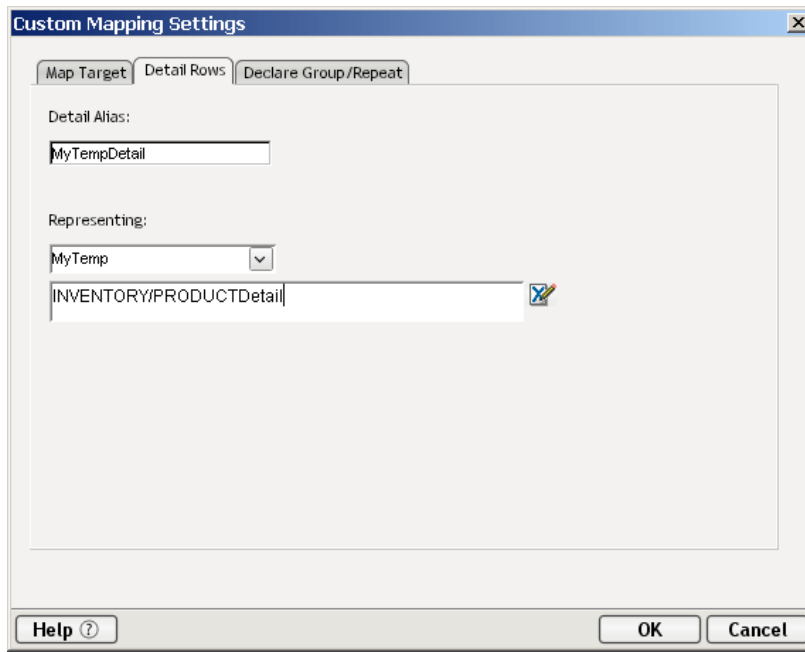 Custom Mapping Settings
Map Target Detail Rows Declare Group/Repeat
Detail Alias:
MyTempDetail
Representing:
MyTemp
INVENTORY/PRODUCTDetail
Help ? OK Cancel